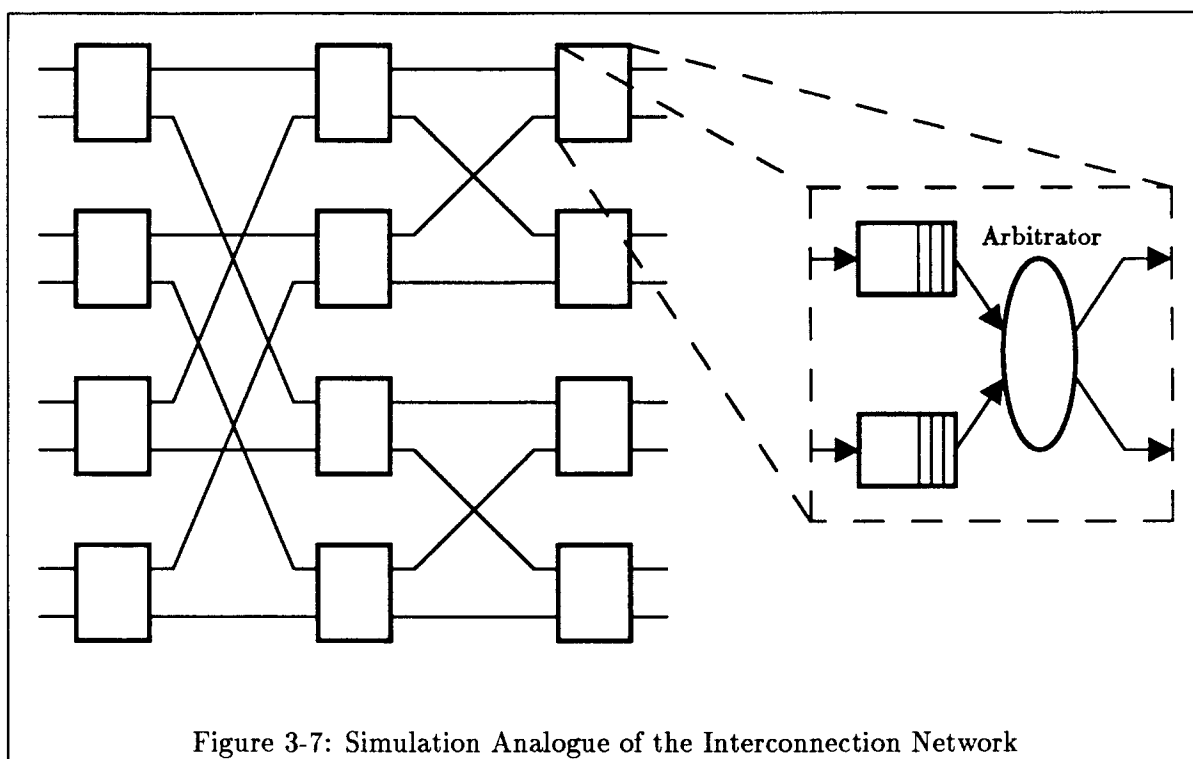 Arbitrator
Figure 3-7: Simulation Analogue of the Interconnection Network